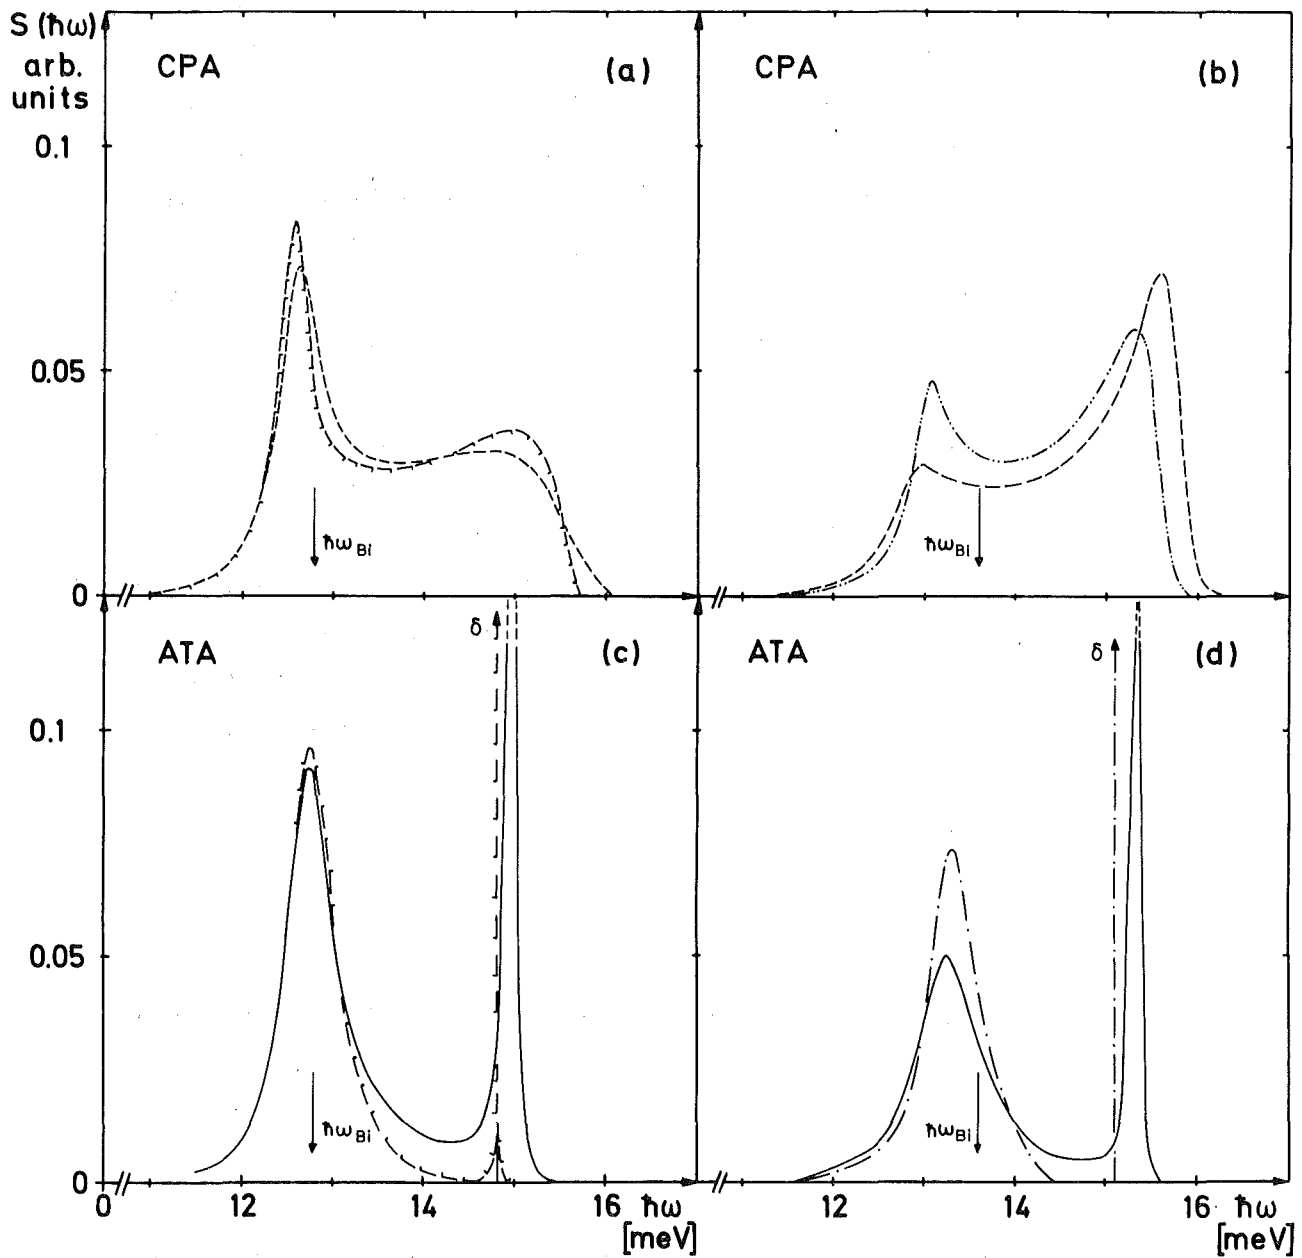 S (ħω)
arb.
units
CPA (a) CPA (b)
0.1
0.05
ħω_Bi ħω_Bi
0
δ
ATA (c) ATA δ (d)
0.1
0.05
ħω_Bi ħω_Bi
0
0 12 14 16 ħω 12 14 16 ħω
[meV] [meV]